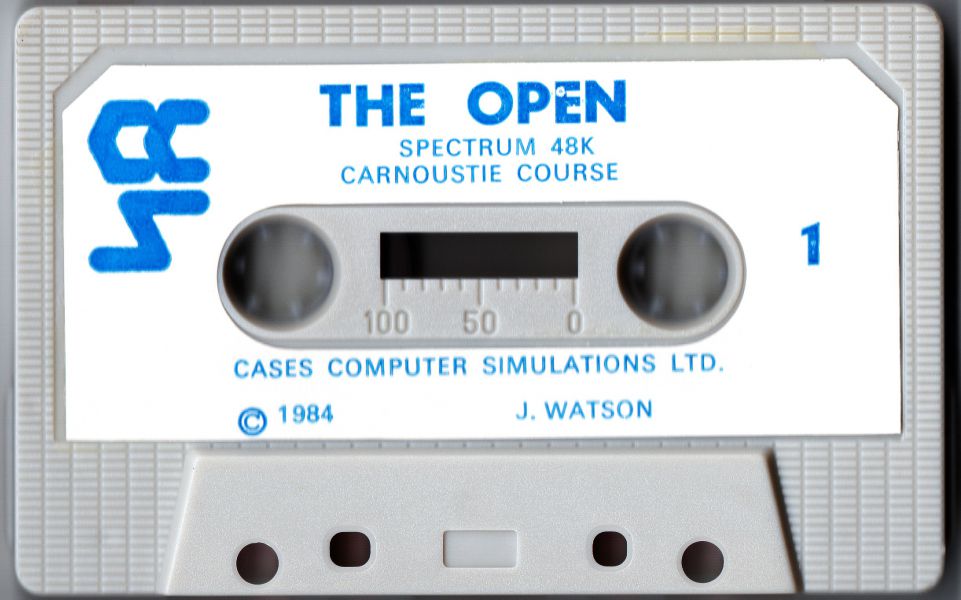 THE OPEN
SPECTRUM 48K
CARNOUSTIE COURSE
1
100 50 0
CASES COMPUTER SIMULATIONS LTD.
© 1984 J. WATSON